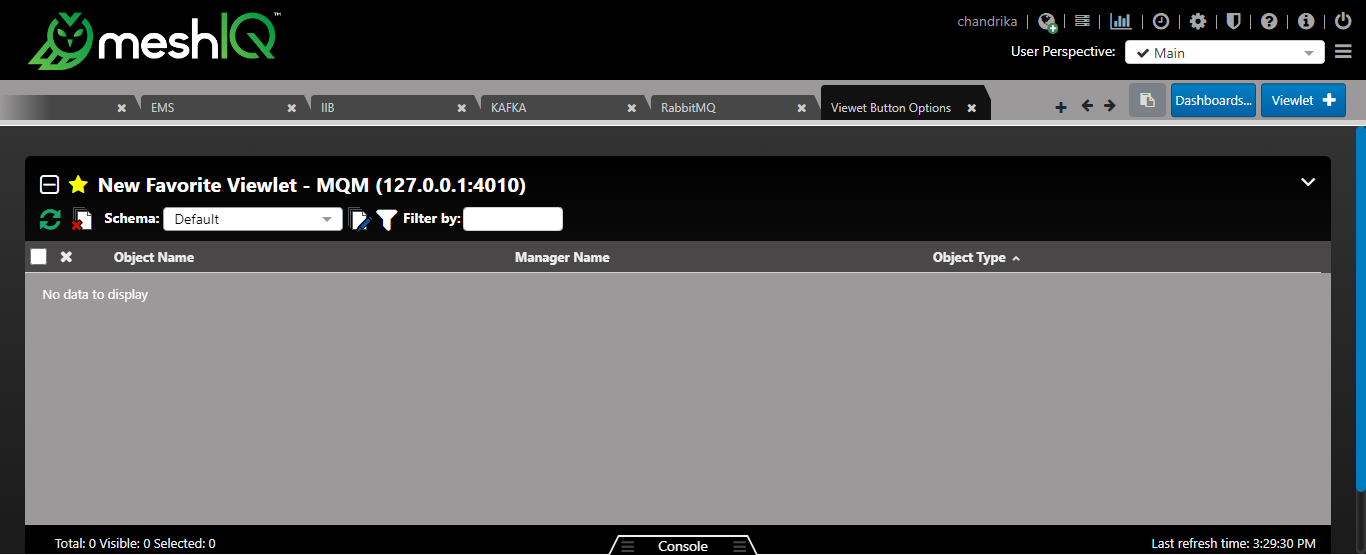 meshIQ™
chandrika
User Perspective: Main
EMS IIB KAFKA RabbitMQ Viewet Button Options Dashboards... Viewlet
New Favorite Viewlet - MQM (127.0.0.1:4010)
Schema: Default Filter by:
Object Name Manager Name Object Type
No data to display
Total: 0 Visible: 0 Selected: 0 Console Last refresh time: 3:29:30 PM